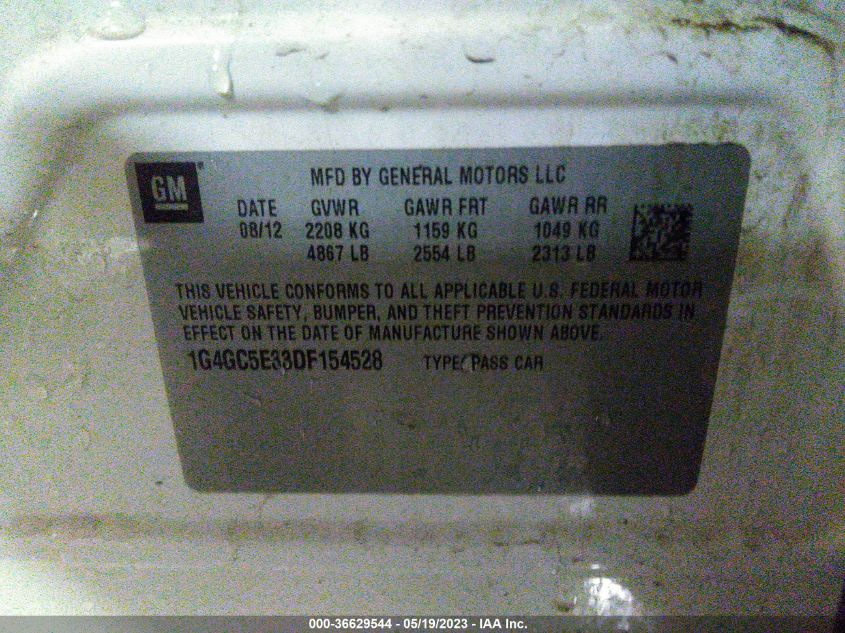 GM
MFD BY GENERAL MOTORS LLC
DATE GVWR GAWR FRT GAWR RR
08/12 2208 KG 1159 KG 1049 KG
4867 LB 2554 LB 2313 LB
THIS VEHICLE CONFORMS TO ALL APPLICABLE U.S. FEDERAL MOTOR
VEHICLE SAFETY, BUMPER, AND THEFT PREVENTION STANDARDS IN
EFFECT ON THE DATE OF MANUFACTURE SHOWN ABOVE.
1G4GC5E33DF154528 TYPE: PASS CAR
000-36629544 - 05/19/2023 - IAA Inc.